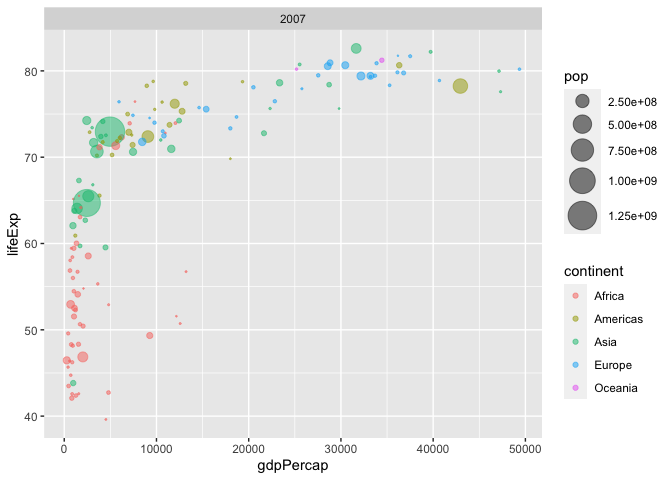 2007
80
70
60
50
40
lifeExp
0 10000 20000 30000 40000 50000
gdpPercap
pop
2.50e+08
5.00e+08
7.50e+08
1.00e+09
1.25e+09
continent
Africa
Americas
Asia
Europe
Oceania